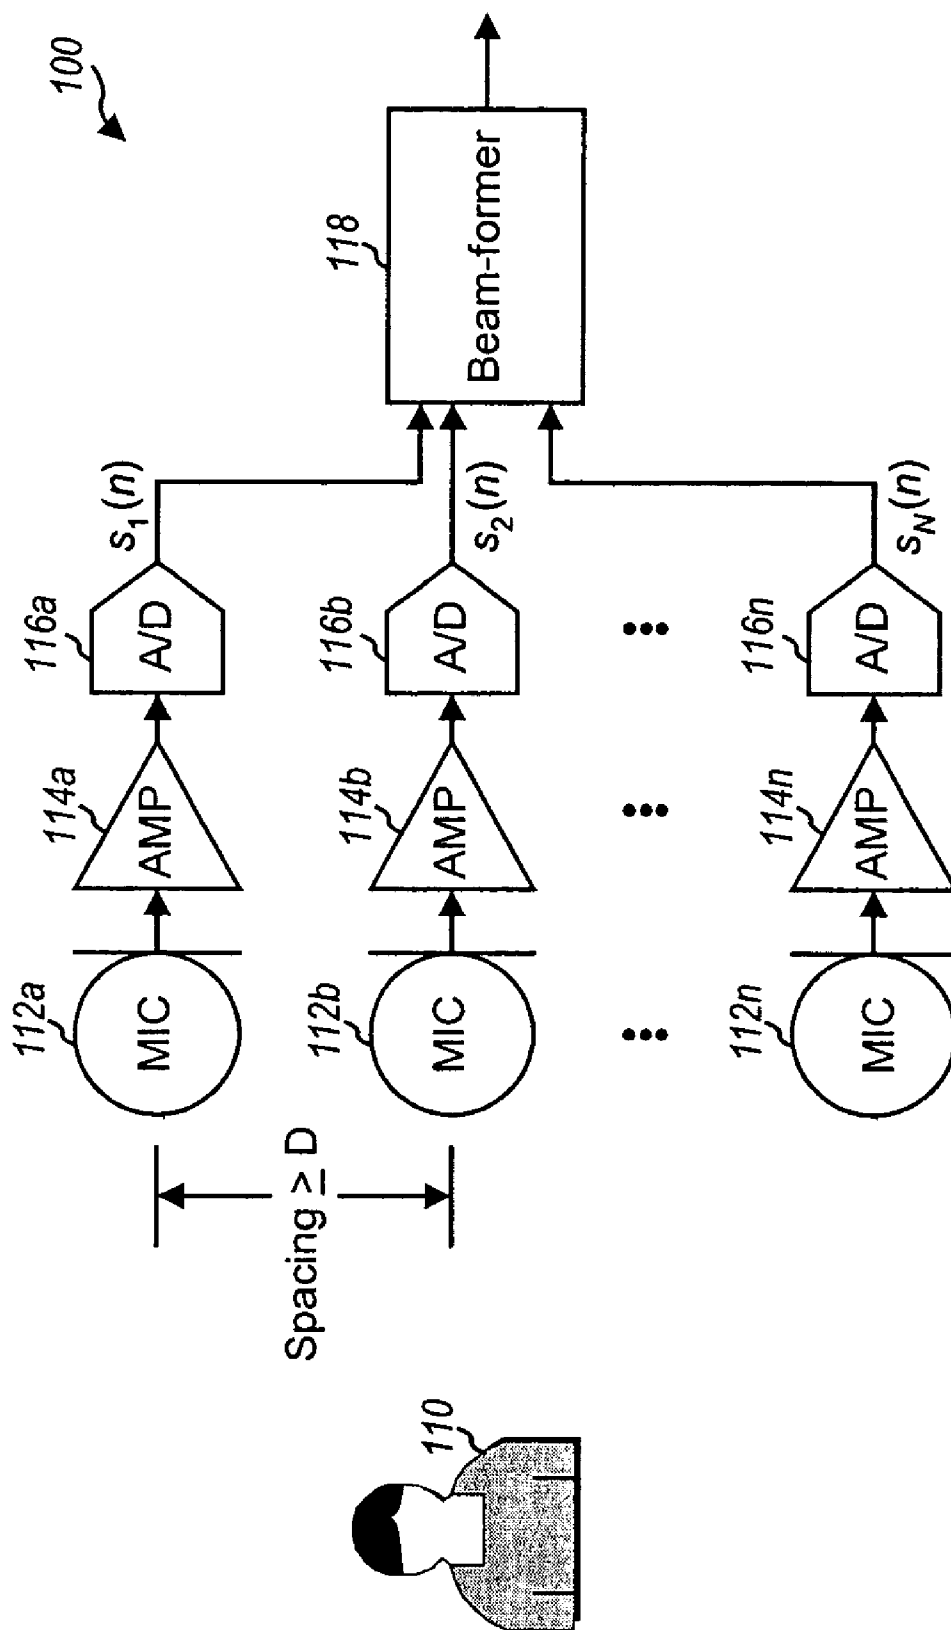 100
110
Spacing ≥ D
112a
MIC
114a
AMP
116a
A/D
s1(n)
112b
MIC
114b
AMP
116b
A/D
s2(n)
118
Beam-former
112n
MIC
114n
AMP
116n
A/D
sN(n)